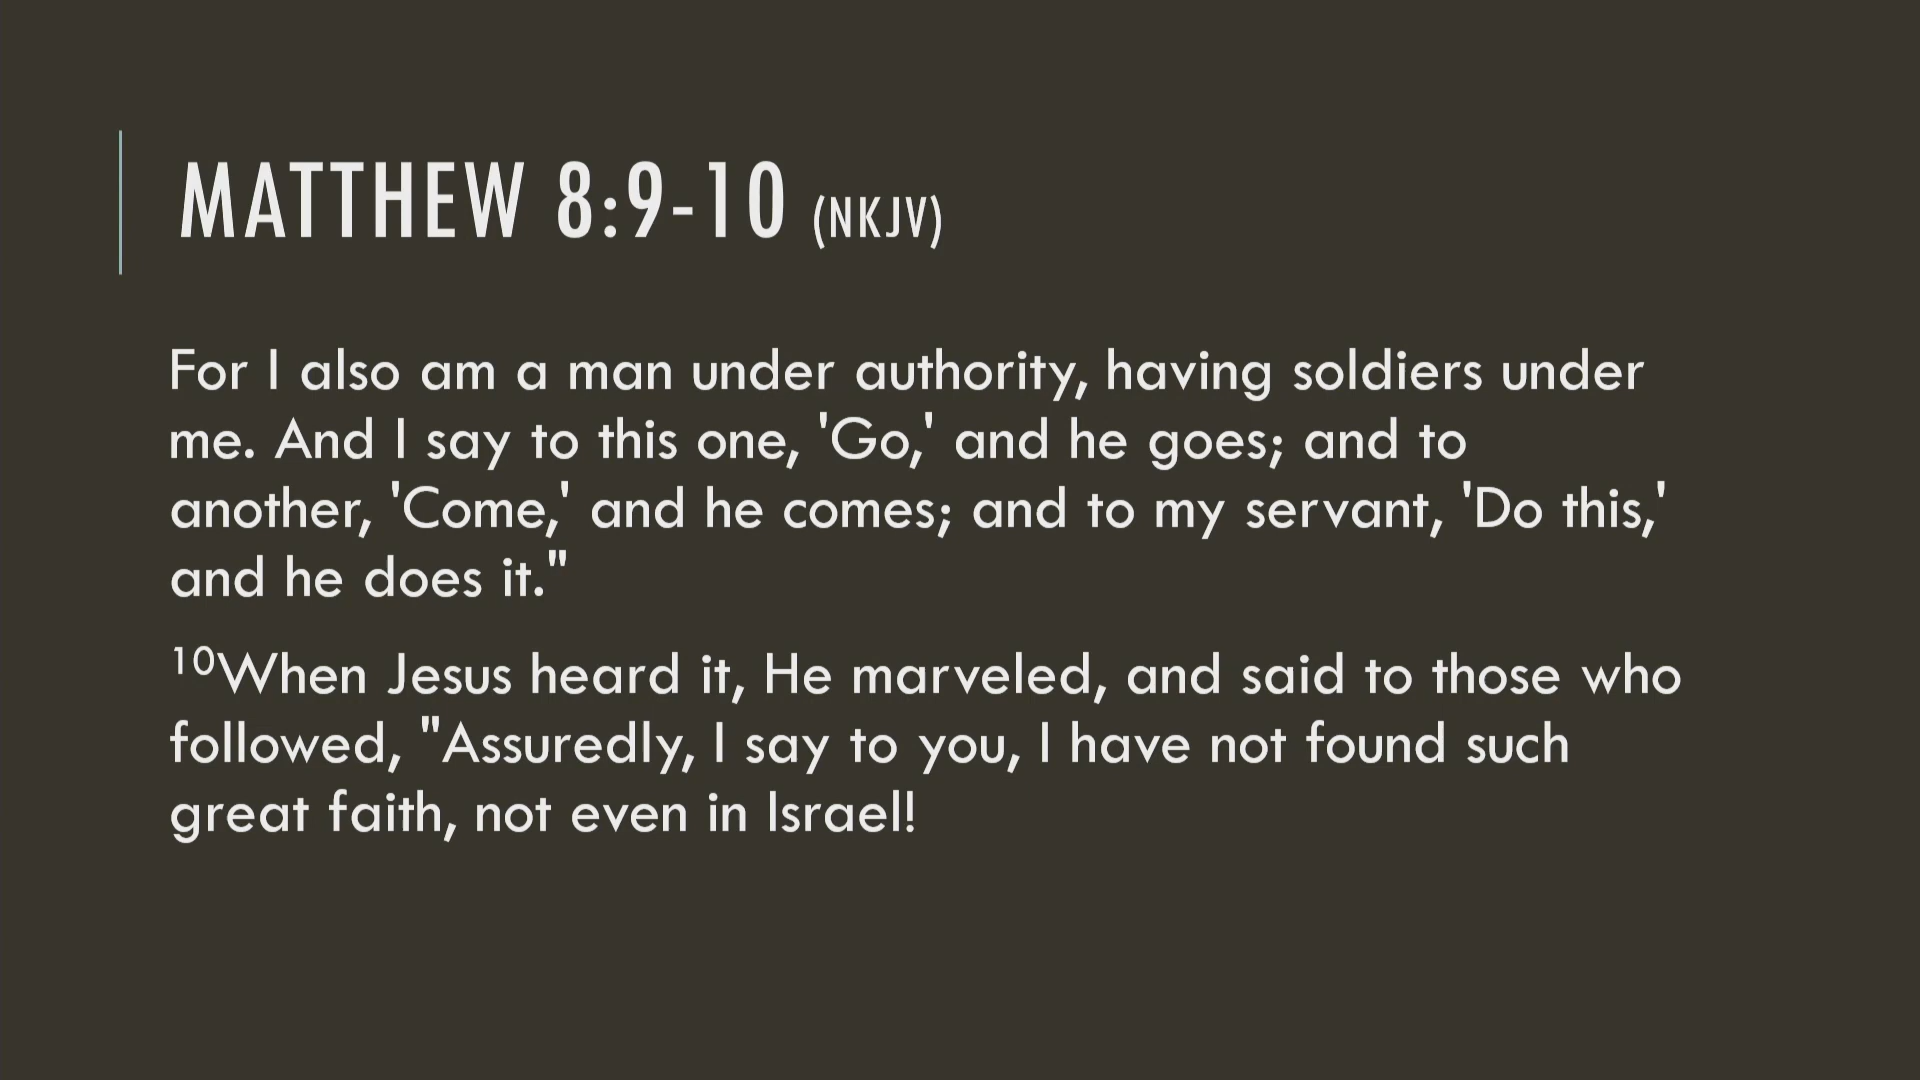 MATTHEW 8:9-10 (NKJV)
For I also am a man under authority, having soldiers under
me. And I say to this one, 'Go,' and he goes; and to
another, 'Come,' and he comes; and to my servant, 'Do this,'
and he does it."
¹⁰When Jesus heard it, He marveled, and said to those who
followed, "Assuredly, I say to you, I have not found such
great faith, not even in Israel!